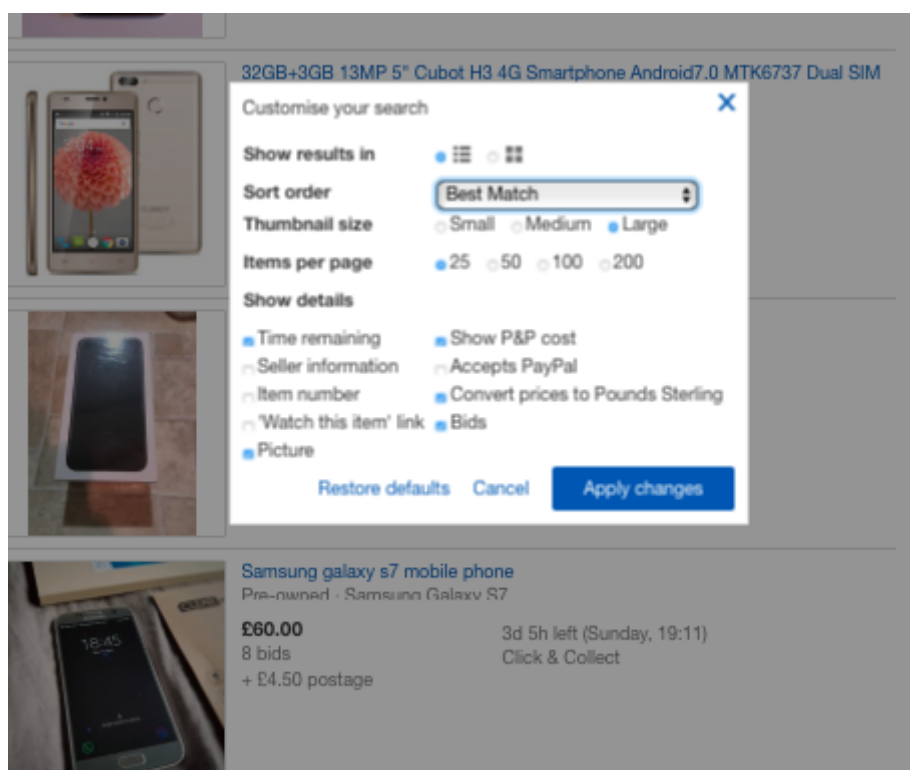 32GB+3GB 13MP 5" Cubot H3 4G Smartphone Android7.0 MTK6737 Dual SIM
Customise your search
Show results in
Sort order Best Match
Thumbnail size Small Medium Large
Items per page 25 50 100 200
Show details
Time remaining Show P&P cost
Seller information Accepts PayPal
Item number Convert prices to Pounds Sterling
'Watch this item' link Bids
Picture
Restore defaults Cancel Apply changes
Samsung galaxy s7 mobile phone
Pre-owned · Samsung Galaxy S7
£60.00
3d 5h left (Sunday, 19:11)
8 bids
Click & Collect
+ £4.50 postage
18:45